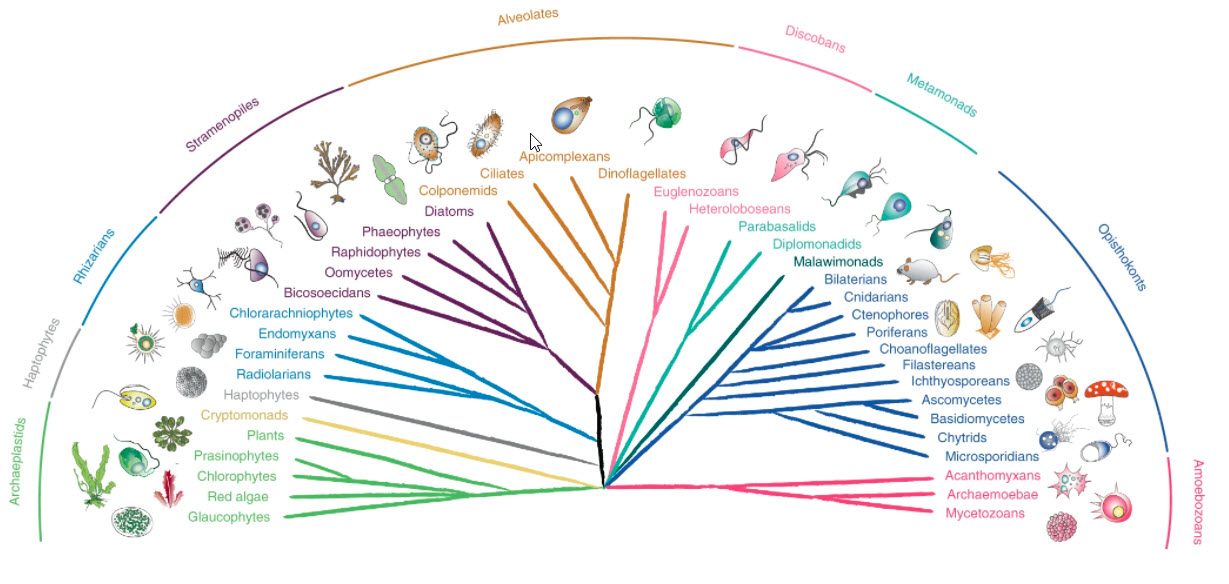 Alveolates
Discobans
Metamonads
Stramenopiles
Opisthokonts
Rhizarians
Haptophytes
Archaeplastids
Amoebozoans
Apicomplexans
Ciliates
Dinoflagellates
Colponemids
Euglenozoans
Diatoms
Heteroloboseans
Phaeophytes
Parabasalids
Raphidophytes
Diplomonadids
Oomycetes
Malawimonads
Bicosoecidans
Bilaterians
Chlorarachniophytes
Cnidarians
Endomyxans
Ctenophores
Foraminiferans
Poriferans
Radiolarians
Choanoflagellates
Haptophytes
Filastereans
Cryptomonads
Ichthyosporeans
Plants
Ascomycetes
Prasinophytes
Basidiomycetes
Chlorophytes
Chytrids
Red algae
Microsporidians
Glaucophytes
Acanthomyxans
Archaemoebae
Mycetozoans